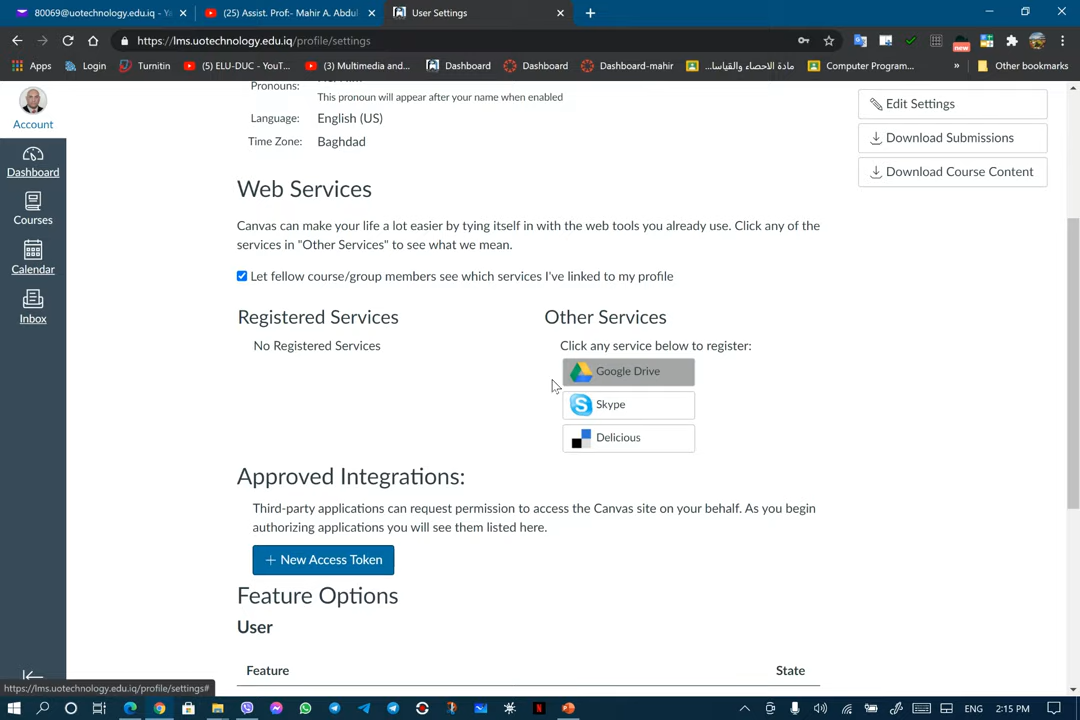 80069@uotechnology.edu.iq - Ya
(25) Assist. Prof:- Mahir A. Abdul
User Settings
https://lms.uotechnology.edu.iq/profile/settings
new
Apps
Login
Turnitin
(5) ELU-DUC - YouT...
(3) Multimedia and...
Dashboard
Dashboard
Dashboard-mahir
مادة الاحصاء والقياسا...
Computer Program...
»
Other bookmarks
Account
Dashboard
Courses
Calendar
Inbox
Pronouns:
This pronoun will appear after your name when enabled
Language: English (US)
Time Zone: Baghdad
Edit Settings
Download Submissions
Download Course Content
Web Services
Canvas can make your life a lot easier by tying itself in with the web tools you already use. Click any of the
services in "Other Services" to see what we mean.
Let fellow course/group members see which services I've linked to my profile
Registered Services
No Registered Services
Other Services
Click any service below to register:
Google Drive
Skype
Delicious
Approved Integrations:
Third-party applications can request permission to access the Canvas site on your behalf. As you begin
authorizing applications you will see them listed here.
+ New Access Token
Feature Options
User
Feature State
https://lms.uotechnology.edu.iq/profile/settings#
ENG 2:15 PM